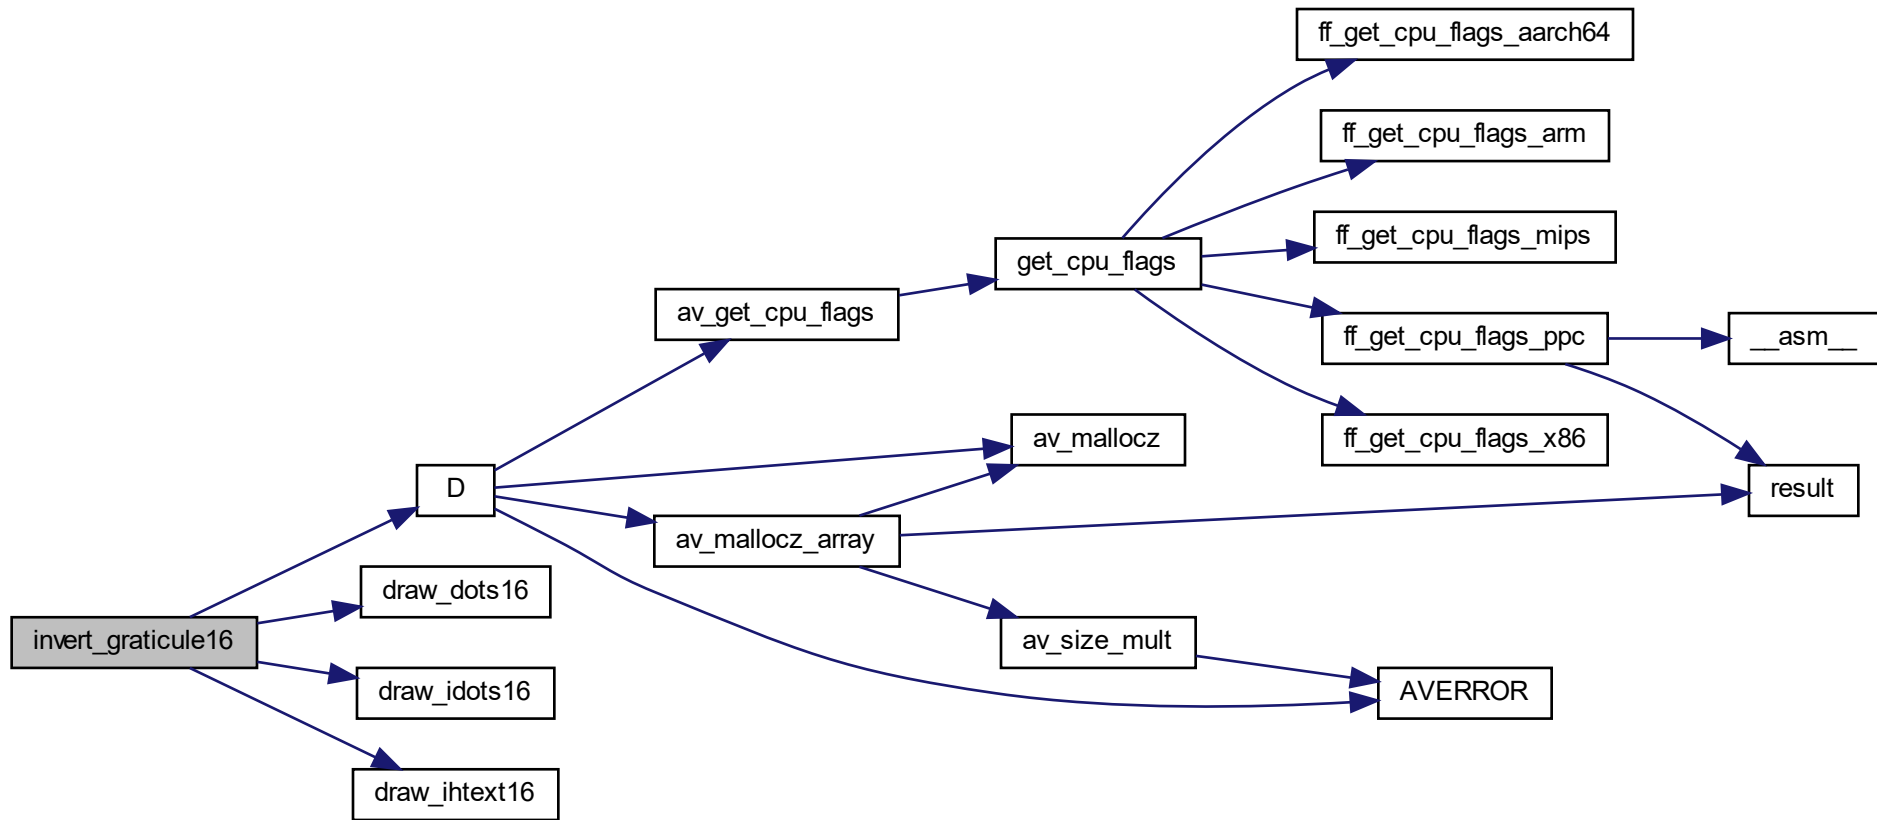 ff_get_cpu_flags_aarch64
ff_get_cpu_flags_arm
ff_get_cpu_flags_mips
get_cpu_flags
av_get_cpu_flags
ff_get_cpu_flags_ppc
__asm__
av_mallocz
ff_get_cpu_flags_x86
D
result
av_mallocz_array
draw_dots16
invert_graticule16
av_size_mult
draw_idots16
AVERROR
draw_ihtext16